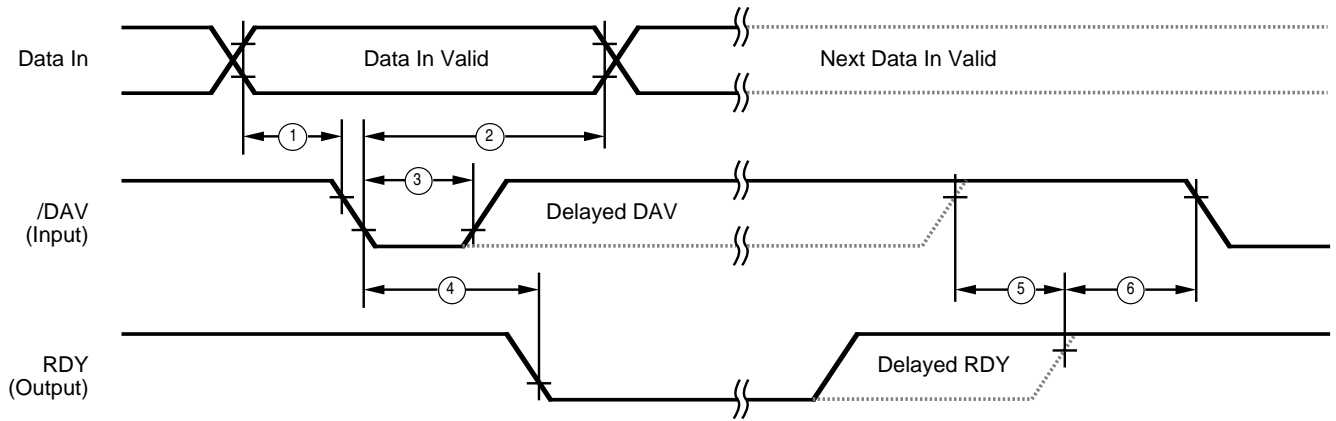 Data In
Data In Valid
Next Data In Valid
1
2
3
/DAV
(Input)
Delayed DAV
4
5
6
RDY
(Output)
Delayed RDY